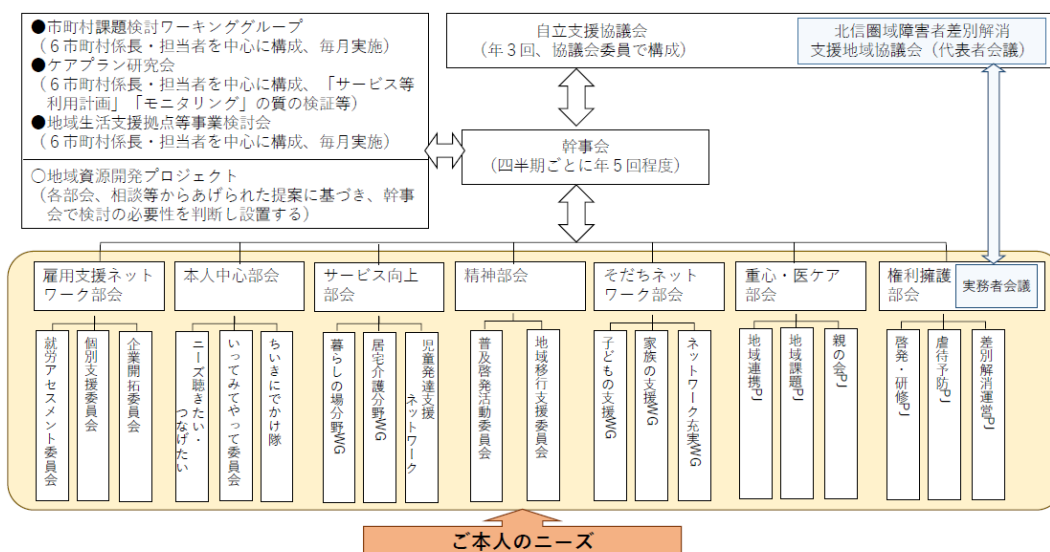 ●市町村課題検討ワーキンググループ
(6市町村係長・担当者を中心に構成、毎月実施)
●ケアプラン研究会
(6市町村係長・担当者を中心に構成、「サービス等
利用計画」「モニタリング」の質の検証等)
●地域生活支援拠点等事業検討会
(6市町村係長・担当者を中心に構成、毎月実施)
○地域資源開発プロジェクト
(各部会、相談等からあげられた提案に基づき、幹事
会で検討の必要性を判断し設置する)
自立支援協議会
(年3回、協議会委員で構成)
北信圏域障害者差別解消
支援地域協議会(代表者会議)
幹事会
(四半期ごとに年5回程度)
雇用支援ネット
ワーク部会
本人中心部会
サービス向上
部会
精神部会
そだちネット
ワーク部会
重心・医ケア
部会
権利擁護
部会
実務者会議
就労アセスメント委員会
個別支援委員会
企業開拓委員会
ニーズ聴きたい・
つなげたい
いってみてやって委員会
ちいきにでかけ隊
暮らしの場分野WG
居宅介護分野WG
児童発達支援
ネットワーク
普及啓発活動委員会
地域移行支援委員会
子どもの支援WG
家族の支援WG
ネットワーク充実WG
地域連携PJ
地域課題PJ
親の会PJ
啓発・研修PJ
虐待予防PJ
差別解消運営PJ
ご本人のニーズ